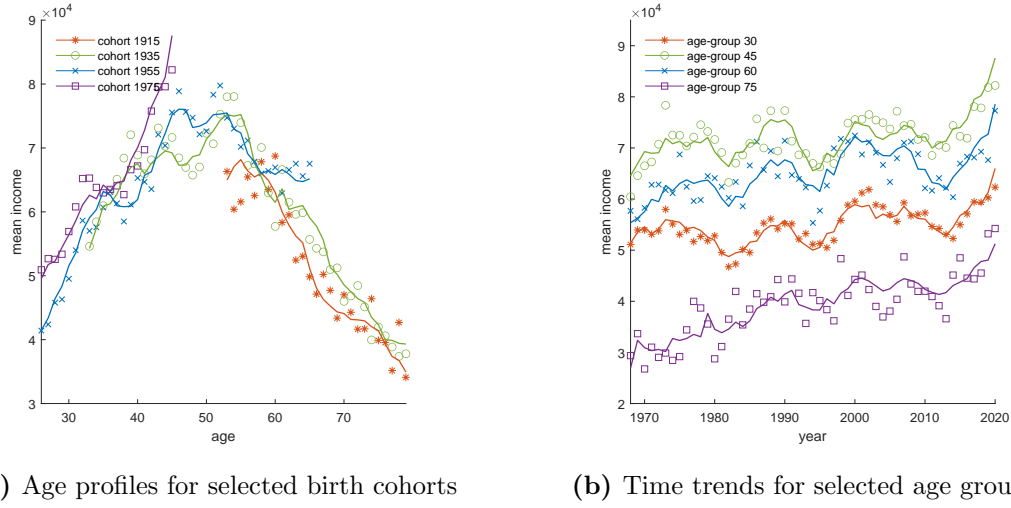 ×10⁴
9
8
7
6
5
4
3
mean income
cohort 1915
cohort 1935
cohort 1955
cohort 1975
30 40 50 60 70
age
) Age profiles for selected birth cohorts
×10⁴
9
8
7
6
5
4
3
2
mean income
age-group 30
age-group 45
age-group 60
age-group 75
1970 1980 1990 2000 2010 2020
year
(b) Time trends for selected age grou